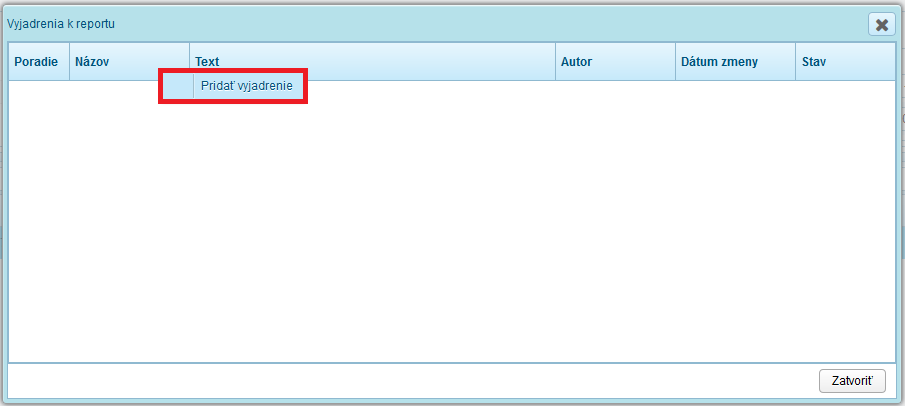 Vyjadrenia k reportu
Poradie Názov Text Autor Dátum zmeny Stav
Pridať vyjadrenie
Zatvoriť